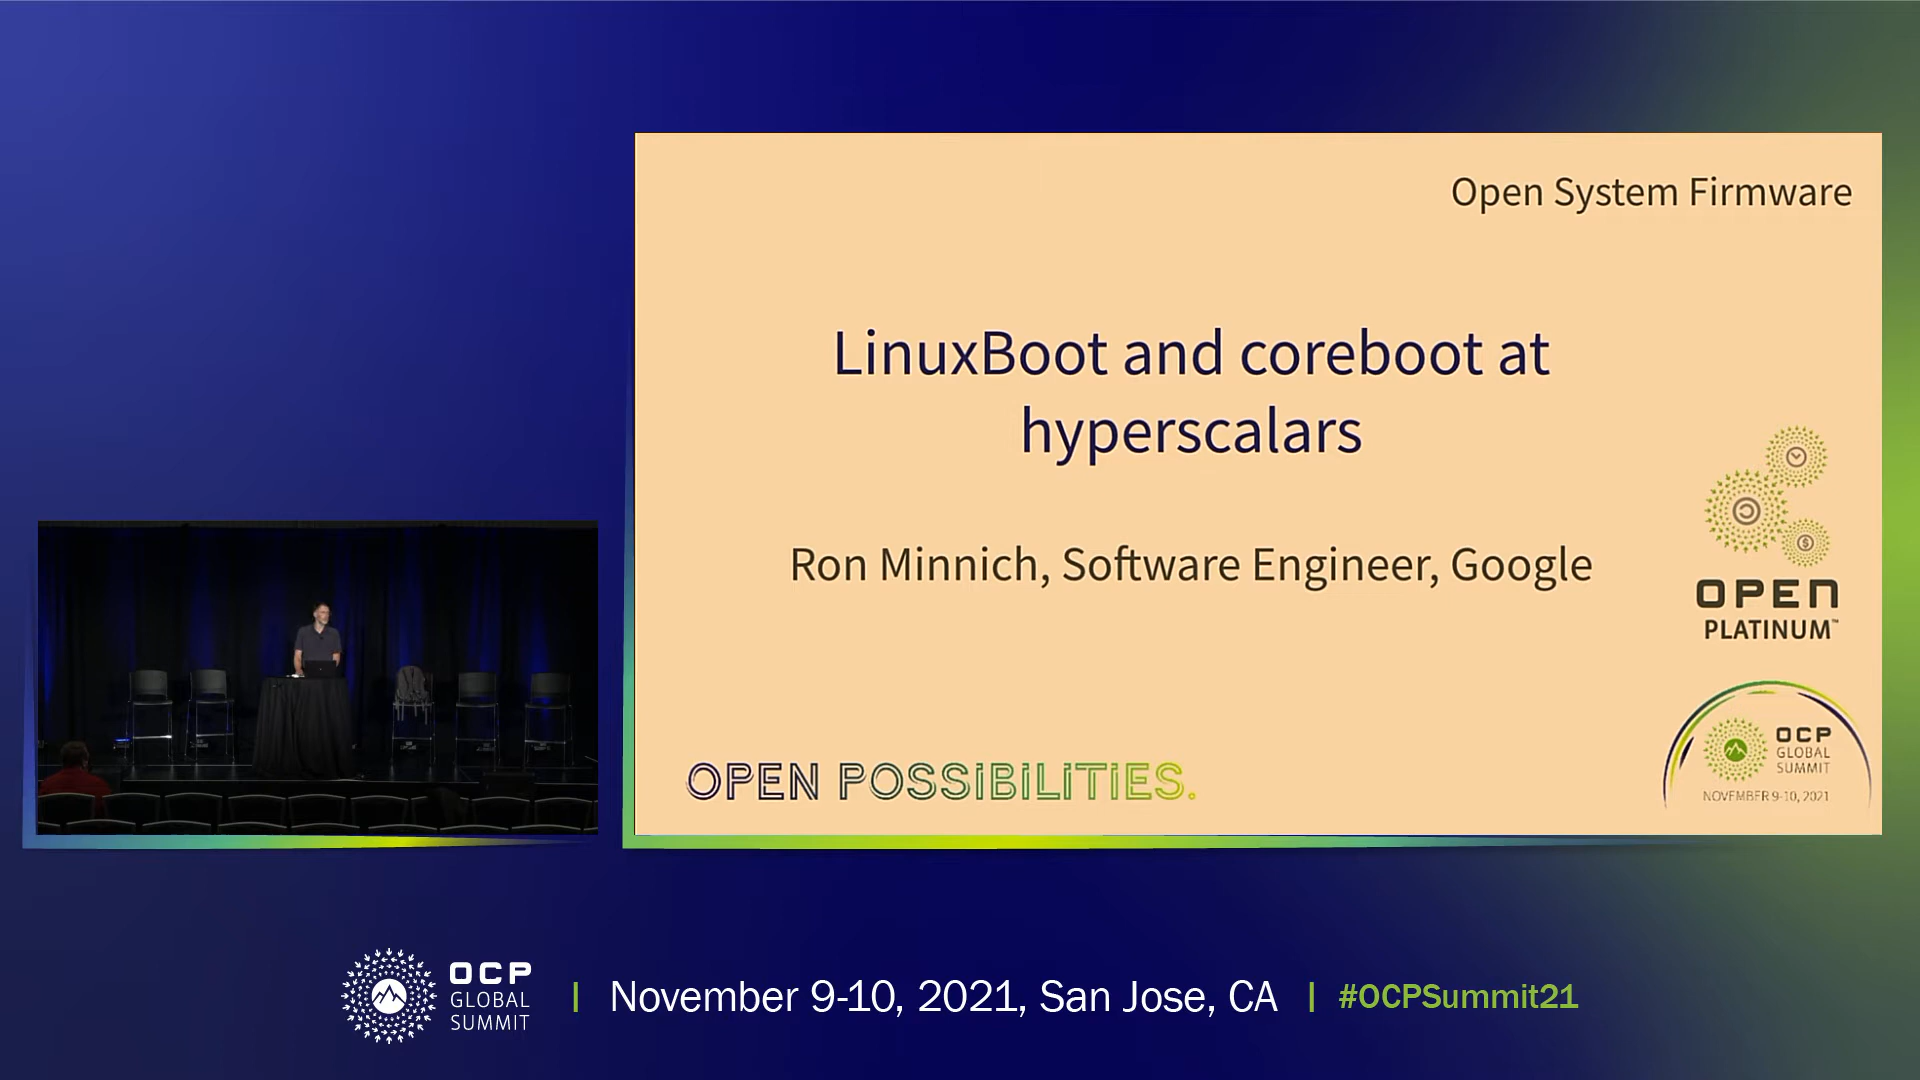 Open System Firmware
LinuxBoot and coreboot at
hyperscalars
Ron Minnich, Software Engineer, Google
OPEN
PLATINUM™
OPEN POSSIBILITIES.
OCP
GLOBAL
SUMMIT
NOVEMBER 9-10, 2021
OCP
GLOBAL
SUMMIT
November 9-10, 2021, San Jose, CA
#OCPSummit21